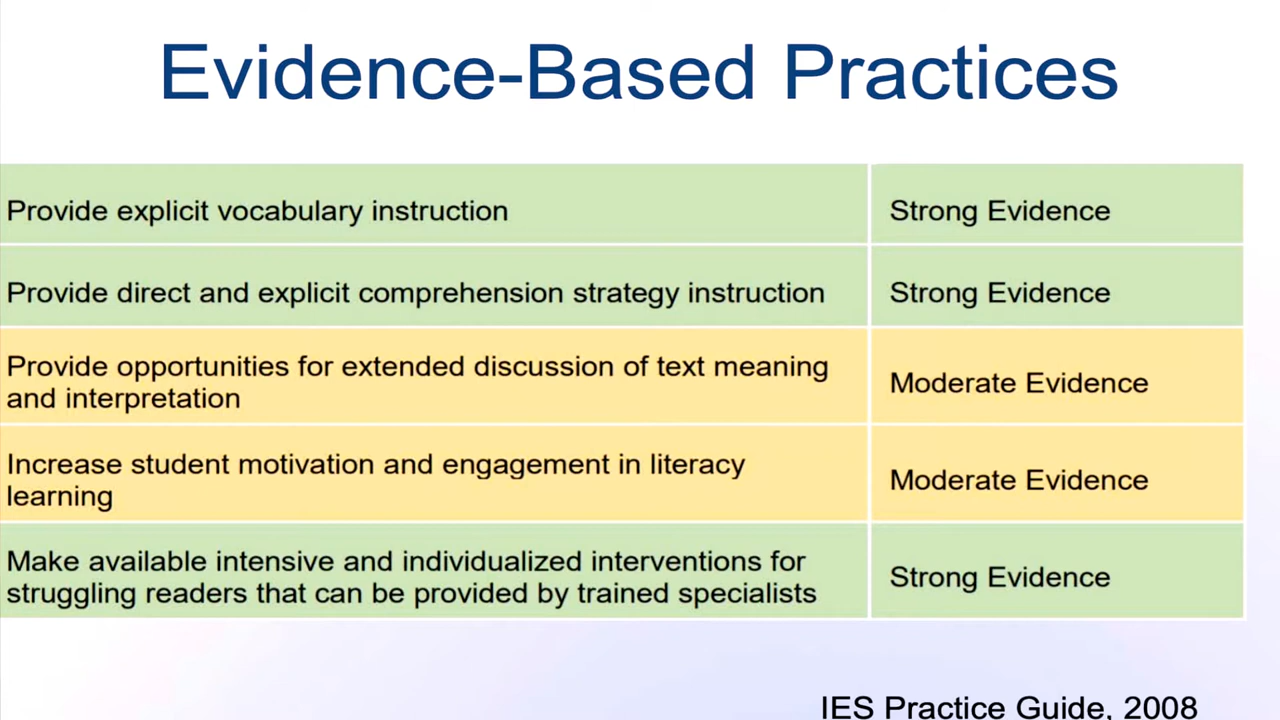 Evidence-Based Practices
Provide explicit vocabulary instruction
Strong Evidence
Provide direct and explicit comprehension strategy instruction
Strong Evidence
Provide opportunities for extended discussion of text meaning
and interpretation
Moderate Evidence
Increase student motivation and engagement in literacy
learning
Moderate Evidence
Make available intensive and individualized interventions for
struggling readers that can be provided by trained specialists
Strong Evidence
IES Practice Guide, 2008